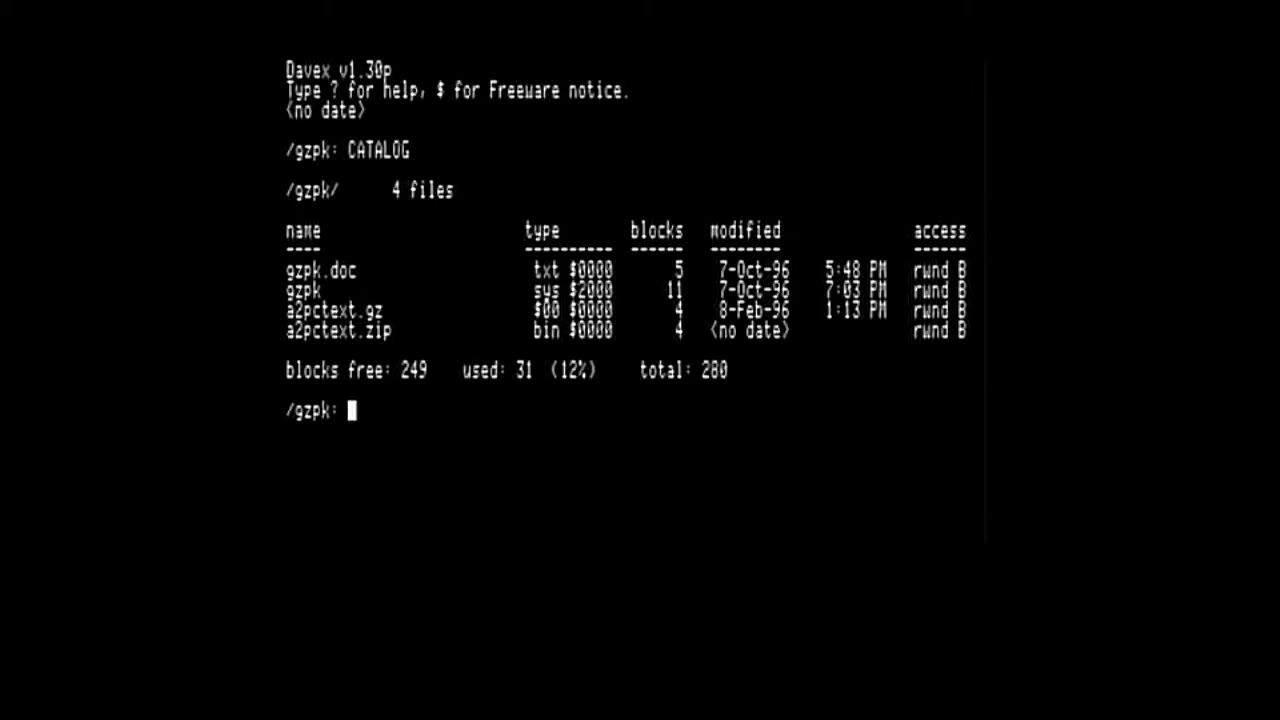 Davex v1.30p
Type ? for help, $ for Freeware notice.
<no date>
/gzpk: CATALOG
/gzpk/ 4 files
name type blocks modified access
---- ---------- ------ -------- ------
gzpk.doc txt $0000 5 7-Oct-96 5:48 PM rwnd B
gzpk sys $2000 11 7-Oct-96 7:03 PM rwnd B
a2pctext.gz $00 $0000 4 8-Feb-96 1:13 PM rwnd B
a2pctext.zip bin $0000 4 <no date> rwnd B
blocks free: 249 used: 31 (12%) total: 280
/gzpk: